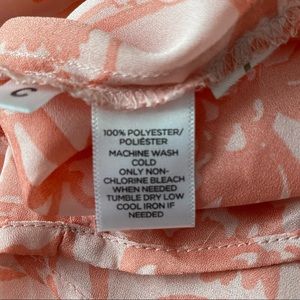 C
100% POLYESTER/
POLIÉSTER
MACHINE WASH
COLD
ONLY NON-
CHLORINE BLEACH
WHEN NEEDED
TUMBLE DRY LOW
COOL IRON IF
NEEDED